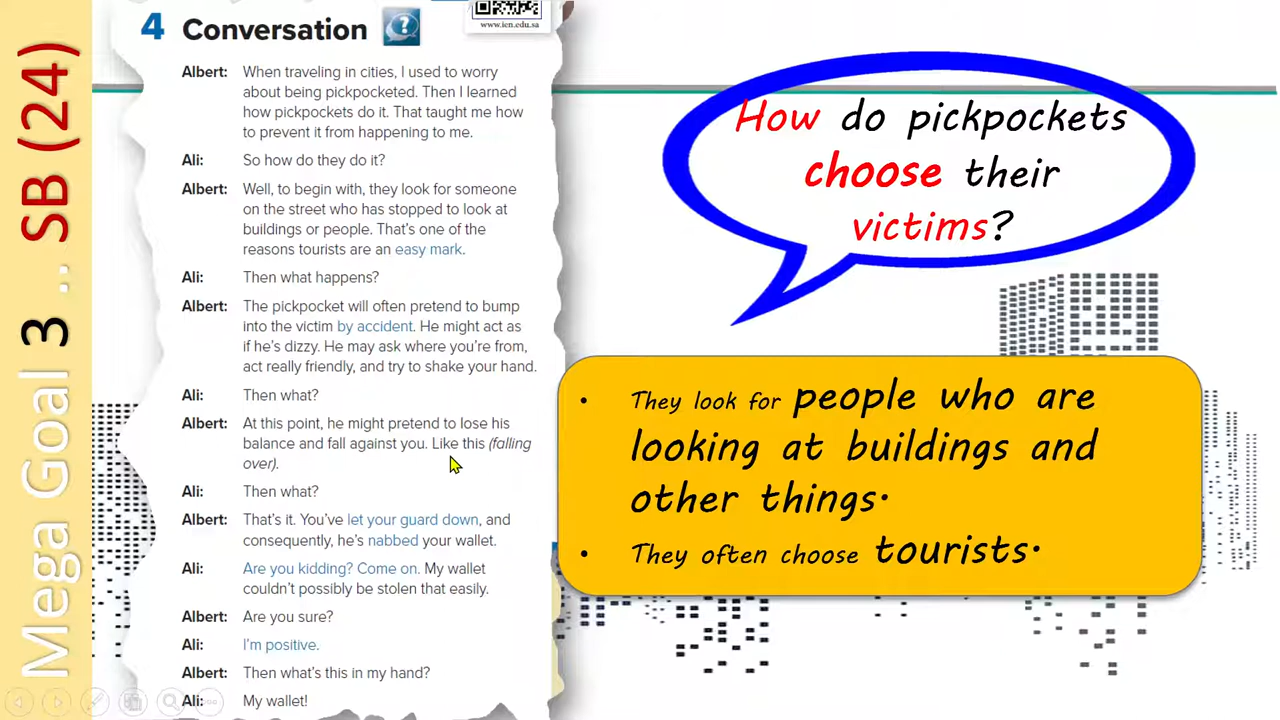 Mega Goal 3 .. SB (24)
4 Conversation
?
www.ien.edu.sa
Albert: When traveling in cities, I used to worry
about being pickpocketed. Then I learned
how pickpockets do it. That taught me how
to prevent it from happening to me.
Ali: So how do they do it?
Albert: Well, to begin with, they look for someone
on the street who has stopped to look at
buildings or people. That's one of the
reasons tourists are an easy mark.
Ali: Then what happens?
Albert: The pickpocket will often pretend to bump
into the victim by accident. He might act as
if he's dizzy. He may ask where you're from,
act really friendly, and try to shake your hand.
Ali: Then what?
Albert: At this point, he might pretend to lose his
balance and fall against you. Like this (falling
over).
Ali: Then what?
Albert: That's it. You've let your guard down, and
consequently, he's nabbed your wallet.
Ali: Are you kidding? Come on. My wallet
couldn't possibly be stolen that easily.
Albert: Are you sure?
Ali: I'm positive.
Albert: Then what's this in my hand?
Ali: My wallet!
How do pickpockets
choose their
victims?
• They look for people who are
looking at buildings and
other things.
• They often choose tourists.